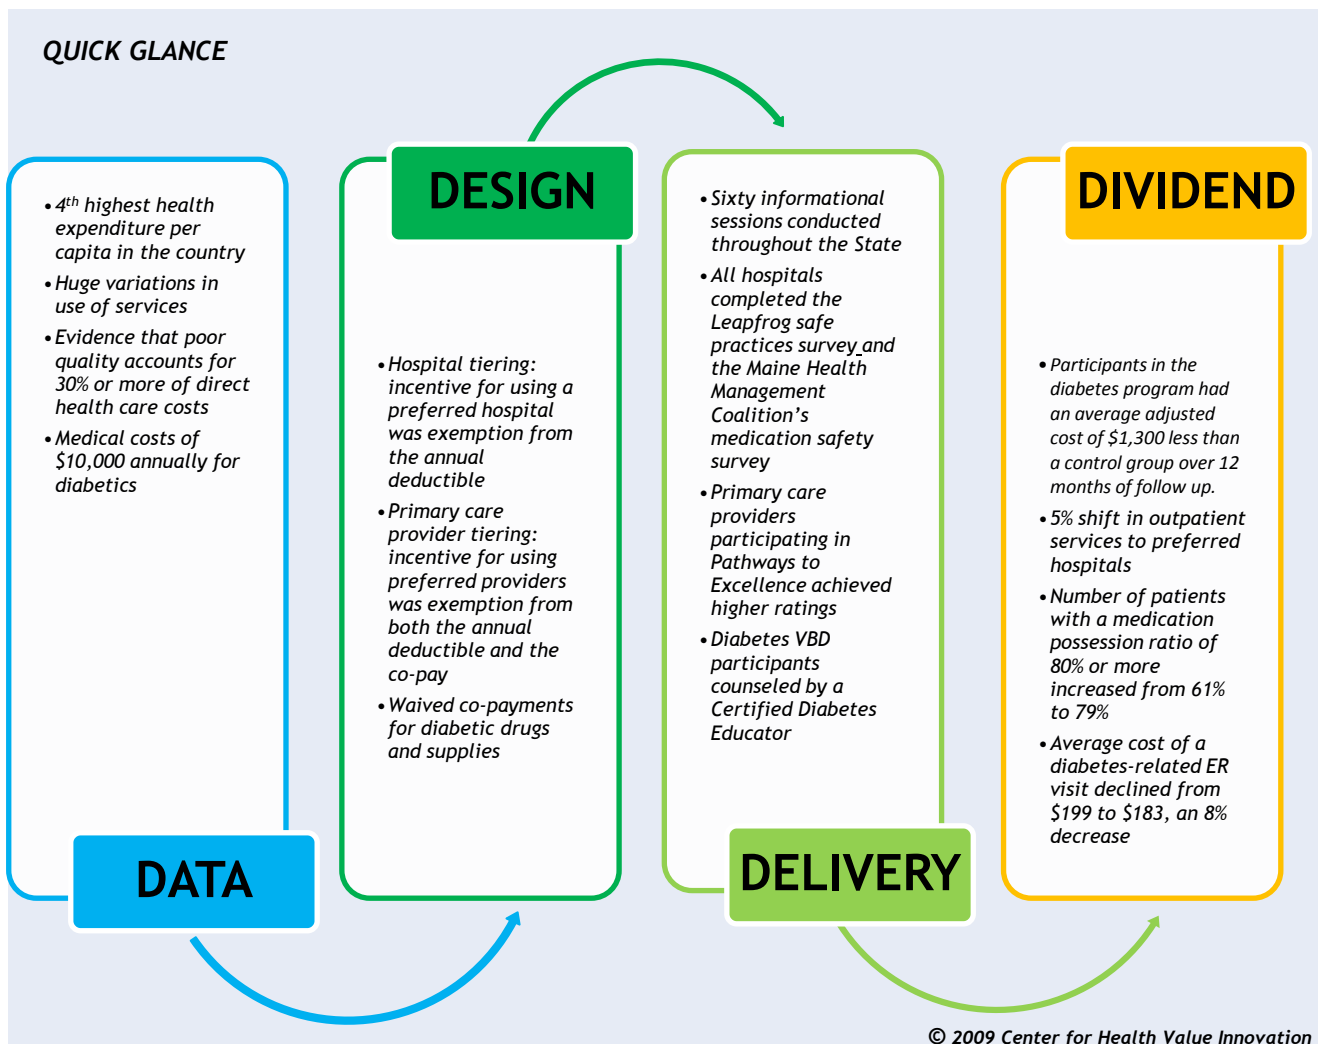 QUICK GLANCE
• 4th highest health
expenditure per
capita in the country
• Huge variations in
use of services
• Evidence that poor
quality accounts for
30% or more of direct
health care costs
• Medical costs of
$10,000 annually for
diabetics
DATA
DESIGN
• Hospital tiering:
incentive for using a
preferred hospital
was exemption from
the annual
deductible
• Primary care
provider tiering:
incentive for using
preferred providers
was exemption from
both the annual
deductible and the
co-pay
• Waived co-payments
for diabetic drugs
and supplies
• Sixty informational
sessions conducted
throughout the State
• All hospitals
completed the
Leapfrog safe
practices survey and
the Maine Health
Management
Coalition’s
medication safety
survey
• Primary care
providers
participating in
Pathways to
Excellence achieved
higher ratings
• Diabetes VBD
participants
counseled by a
Certified Diabetes
Educator
DELIVERY
DIVIDEND
• Participants in the
diabetes program had
an average adjusted
cost of $1,300 less than
a control group over 12
months of follow up.
• 5% shift in outpatient
services to preferred
hospitals
• Number of patients
with a medication
possession ratio of
80% or more
increased from 61%
to 79%
• Average cost of a
diabetes-related ER
visit declined from
$199 to $183, an 8%
decrease
© 2009 Center for Health Value Innovation